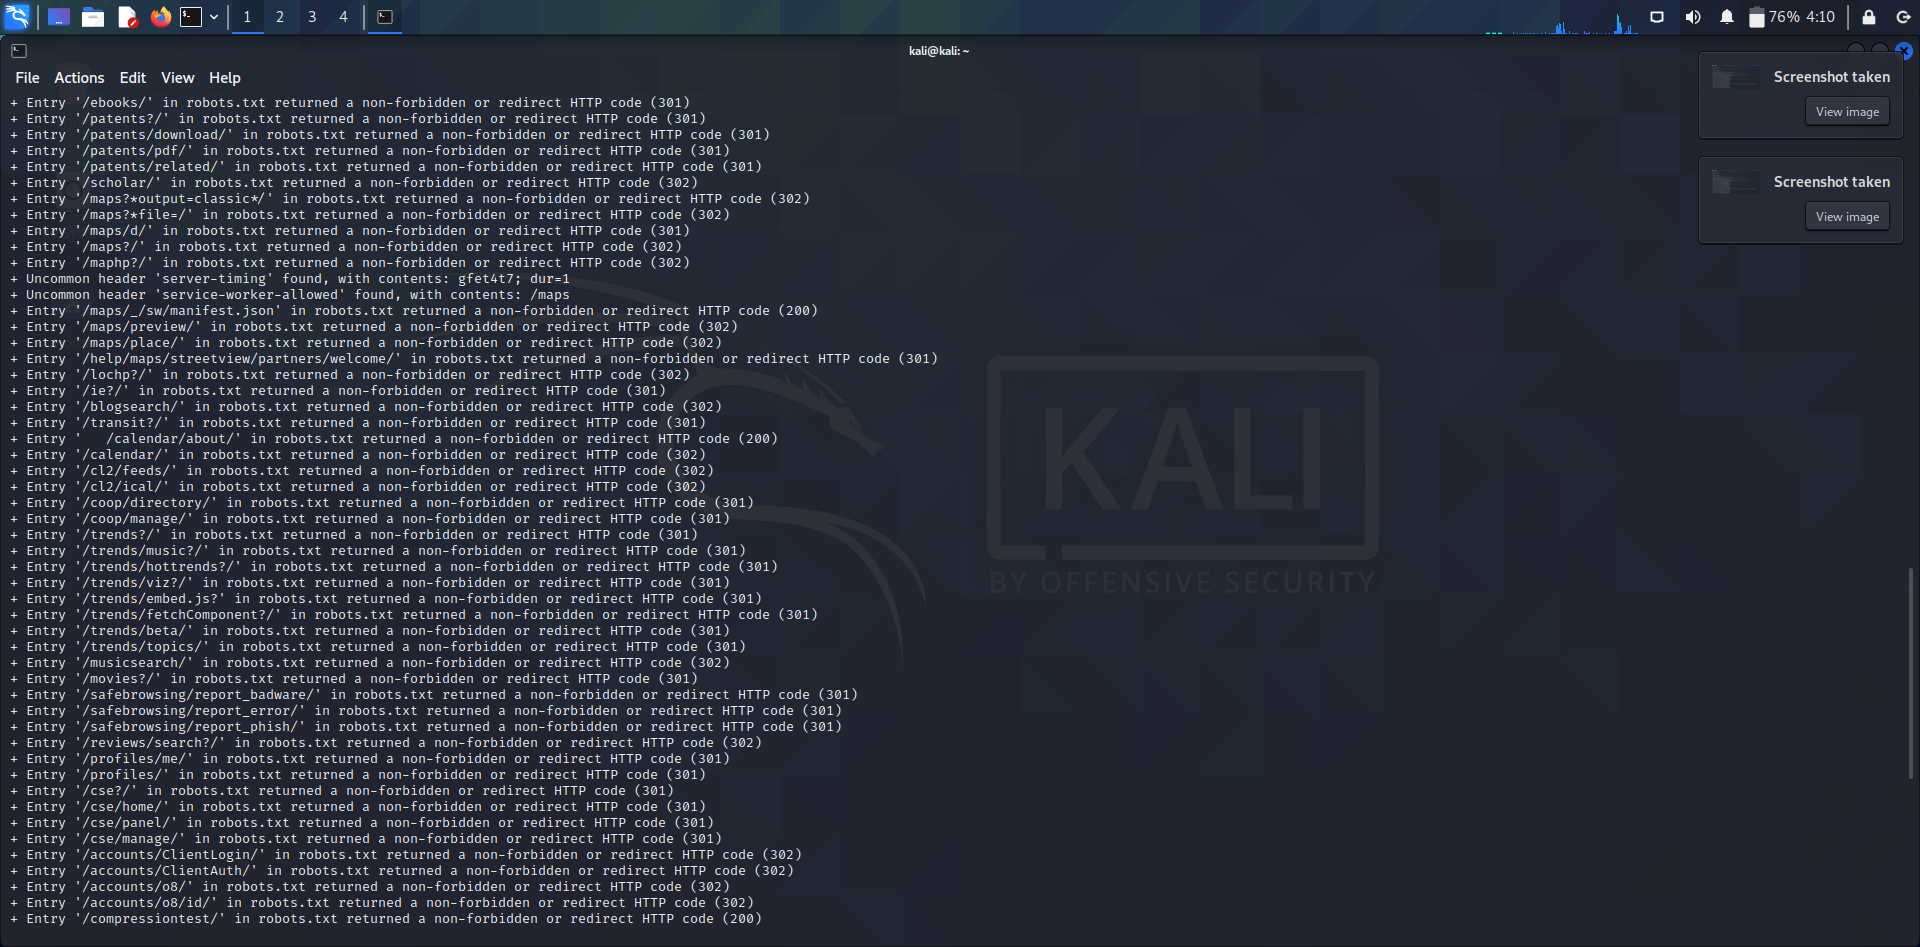 1 2 3 4 76% 4:10
kali@kali: ~
File Actions Edit View Help
Screenshot taken
View image
Screenshot taken
View image
+ Entry '/ebooks/' in robots.txt returned a non-forbidden or redirect HTTP code (301)
+ Entry '/patents?/' in robots.txt returned a non-forbidden or redirect HTTP code (301)
+ Entry '/patents/download/' in robots.txt returned a non-forbidden or redirect HTTP code (301)
+ Entry '/patents/pdf/' in robots.txt returned a non-forbidden or redirect HTTP code (301)
+ Entry '/patents/related/' in robots.txt returned a non-forbidden or redirect HTTP code (301)
+ Entry '/scholar/' in robots.txt returned a non-forbidden or redirect HTTP code (302)
+ Entry '/maps?*output=classic*/' in robots.txt returned a non-forbidden or redirect HTTP code (302)
+ Entry '/maps?*file=/' in robots.txt returned a non-forbidden or redirect HTTP code (302)
+ Entry '/maps/d/' in robots.txt returned a non-forbidden or redirect HTTP code (301)
+ Entry '/maps?/' in robots.txt returned a non-forbidden or redirect HTTP code (302)
+ Entry '/maphp?/' in robots.txt returned a non-forbidden or redirect HTTP code (302)
+ Uncommon header 'server-timing' found, with contents: gfet4t7; dur=1
+ Uncommon header 'service-worker-allowed' found, with contents: /maps
+ Entry '/maps/_/sw/manifest.json' in robots.txt returned a non-forbidden or redirect HTTP code (200)
+ Entry '/maps/preview/' in robots.txt returned a non-forbidden or redirect HTTP code (302)
+ Entry '/maps/place/' in robots.txt returned a non-forbidden or redirect HTTP code (302)
+ Entry '/help/maps/streetview/partners/welcome/' in robots.txt returned a non-forbidden or redirect HTTP code (301)
+ Entry '/lochp?/' in robots.txt returned a non-forbidden or redirect HTTP code (302)
+ Entry '/ie?/' in robots.txt returned a non-forbidden or redirect HTTP code (301)
+ Entry '/blogsearch/' in robots.txt returned a non-forbidden or redirect HTTP code (302)
+ Entry '/transit?/' in robots.txt returned a non-forbidden or redirect HTTP code (301)
+ Entry '   /calendar/about/' in robots.txt returned a non-forbidden or redirect HTTP code (200)
+ Entry '/calendar/' in robots.txt returned a non-forbidden or redirect HTTP code (302)
+ Entry '/cl2/feeds/' in robots.txt returned a non-forbidden or redirect HTTP code (302)
+ Entry '/cl2/ical/' in robots.txt returned a non-forbidden or redirect HTTP code (302)
+ Entry '/coop/directory/' in robots.txt returned a non-forbidden or redirect HTTP code (301)
+ Entry '/coop/manage/' in robots.txt returned a non-forbidden or redirect HTTP code (301)
+ Entry '/trends?/' in robots.txt returned a non-forbidden or redirect HTTP code (301)
+ Entry '/trends/music?/' in robots.txt returned a non-forbidden or redirect HTTP code (301)
+ Entry '/trends/hottrends?/' in robots.txt returned a non-forbidden or redirect HTTP code (301)
+ Entry '/trends/viz?/' in robots.txt returned a non-forbidden or redirect HTTP code (301)
+ Entry '/trends/embed.js?' in robots.txt returned a non-forbidden or redirect HTTP code (301)
+ Entry '/trends/fetchComponent?/' in robots.txt returned a non-forbidden or redirect HTTP code (301)
+ Entry '/trends/beta/' in robots.txt returned a non-forbidden or redirect HTTP code (301)
+ Entry '/trends/topics/' in robots.txt returned a non-forbidden or redirect HTTP code (301)
+ Entry '/musicsearch/' in robots.txt returned a non-forbidden or redirect HTTP code (302)
+ Entry '/movies?/' in robots.txt returned a non-forbidden or redirect HTTP code (301)
+ Entry '/safebrowsing/report_badware/' in robots.txt returned a non-forbidden or redirect HTTP code (301)
+ Entry '/safebrowsing/report_error/' in robots.txt returned a non-forbidden or redirect HTTP code (301)
+ Entry '/safebrowsing/report_phish/' in robots.txt returned a non-forbidden or redirect HTTP code (301)
+ Entry '/reviews/search?/' in robots.txt returned a non-forbidden or redirect HTTP code (302)
+ Entry '/profiles/me/' in robots.txt returned a non-forbidden or redirect HTTP code (301)
+ Entry '/profiles/' in robots.txt returned a non-forbidden or redirect HTTP code (301)
+ Entry '/cse?/' in robots.txt returned a non-forbidden or redirect HTTP code (301)
+ Entry '/cse/home/' in robots.txt returned a non-forbidden or redirect HTTP code (301)
+ Entry '/cse/panel/' in robots.txt returned a non-forbidden or redirect HTTP code (301)
+ Entry '/cse/manage/' in robots.txt returned a non-forbidden or redirect HTTP code (301)
+ Entry '/accounts/ClientLogin/' in robots.txt returned a non-forbidden or redirect HTTP code (302)
+ Entry '/accounts/ClientAuth/' in robots.txt returned a non-forbidden or redirect HTTP code (302)
+ Entry '/accounts/o8/' in robots.txt returned a non-forbidden or redirect HTTP code (302)
+ Entry '/accounts/o8/id/' in robots.txt returned a non-forbidden or redirect HTTP code (302)
+ Entry '/compressiontest/' in robots.txt returned a non-forbidden or redirect HTTP code (200)
KALI
BY OFFENSIVE SECURITY